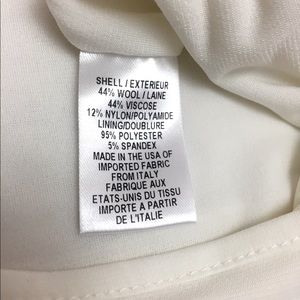 SHELL/EXTERIEUR
44% WOOL/LAINE
44% VISCOSE
12% NYLON/POLYAMIDE
LINING/DOUBLURE
95% POLYESTER
5% SPANDEX
MADE IN THE USA OF
IMPORTED FABRIC
FROM ITALY
FABRIQUE AUX
ETATS-UNIS DU TISSU
IMPORTE A PARTIR
DE L'ITALIE